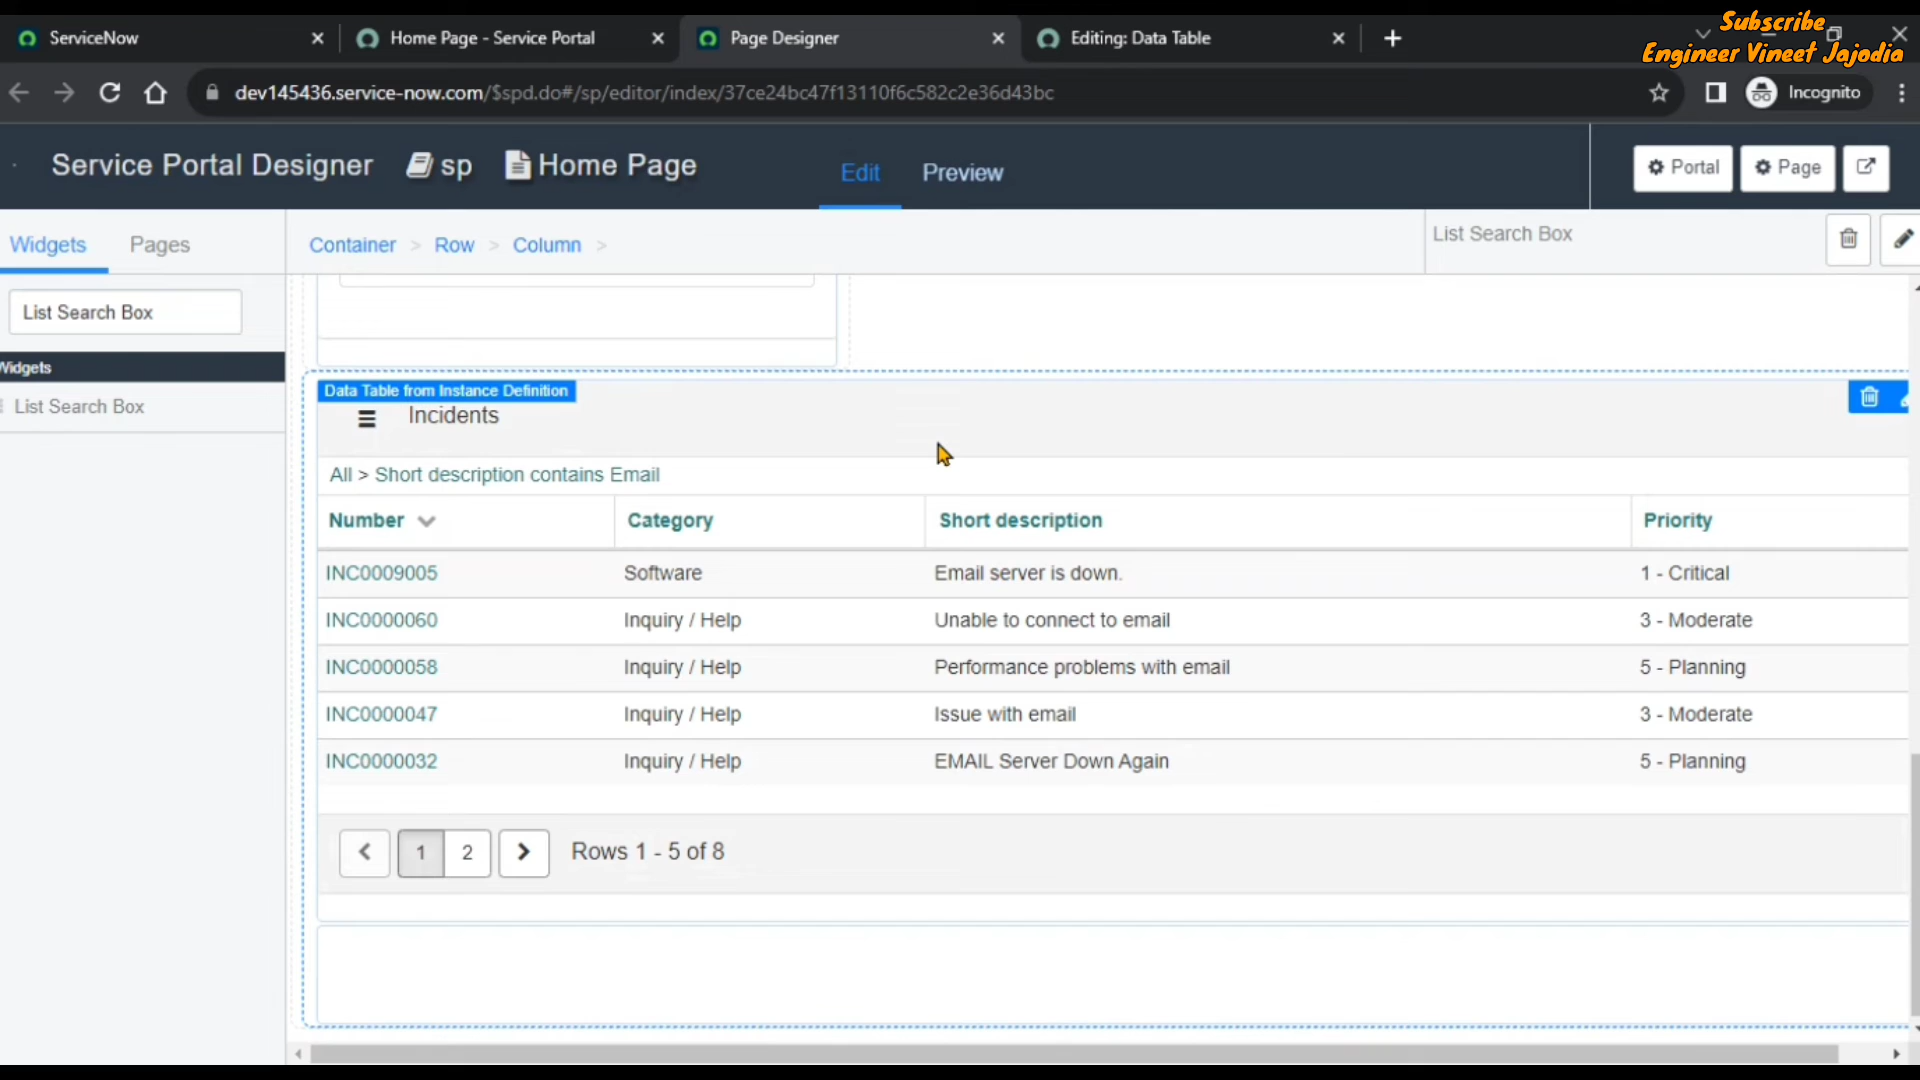 ServiceNow
Home Page - Service Portal
Page Designer
Editing: Data Table
Subscribe
Engineer Vineet Jajodia
dev145436.service-now.com/$spd.do#/sp/editor/index/37ce24bc47f13110f6c582c2e36d43bc
Incognito
Service Portal Designer
sp
Home Page
Edit
Preview
Portal
Page
Widgets
Pages
Container > Row > Column >
List Search Box
List Search Box
Widgets
List Search Box
Data Table from Instance Definition
Incidents
All > Short description contains Email
Number Category Short description Priority
INC0009005 Software Email server is down. 1 - Critical
INC0000060 Inquiry / Help Unable to connect to email 3 - Moderate
INC0000058 Inquiry / Help Performance problems with email 5 - Planning
INC0000047 Inquiry / Help Issue with email 3 - Moderate
INC0000032 Inquiry / Help EMAIL Server Down Again 5 - Planning
1 2 Rows 1 - 5 of 8